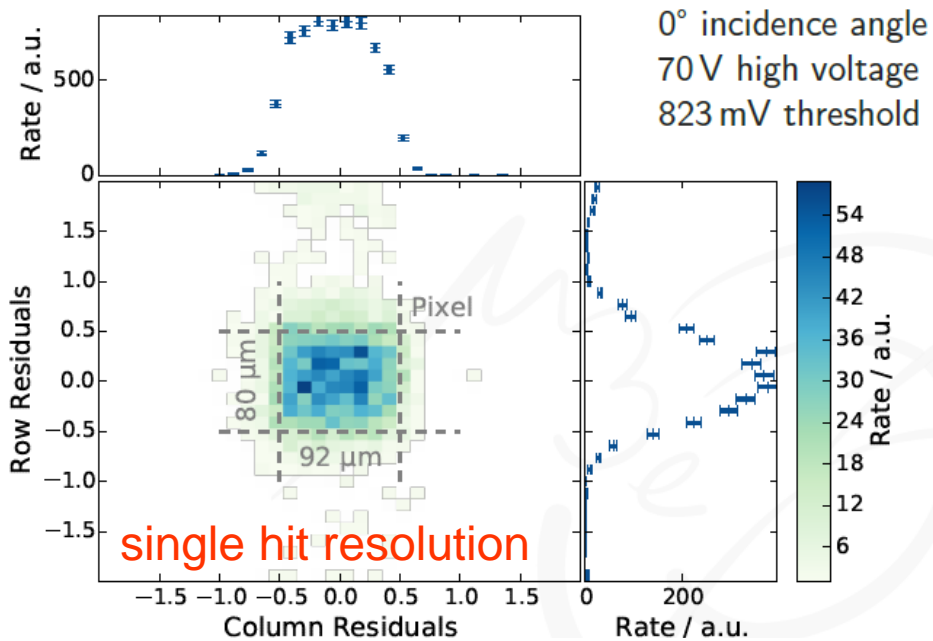 0° incidence angle
70 V high voltage
823 mV threshold
Rate / a.u.
500
0
Row Residuals
1.5
1.0
0.5
0.0
−0.5
−1.0
−1.5
Pixel
80 µm
92 µm
single hit resolution
−1.5 −1.0 −0.5 0.0 0.5 1.0 1.5
Column Residuals
0 200
Rate / a.u.
54
48
42
36
30
24
18
12
6
Rate / a.u.